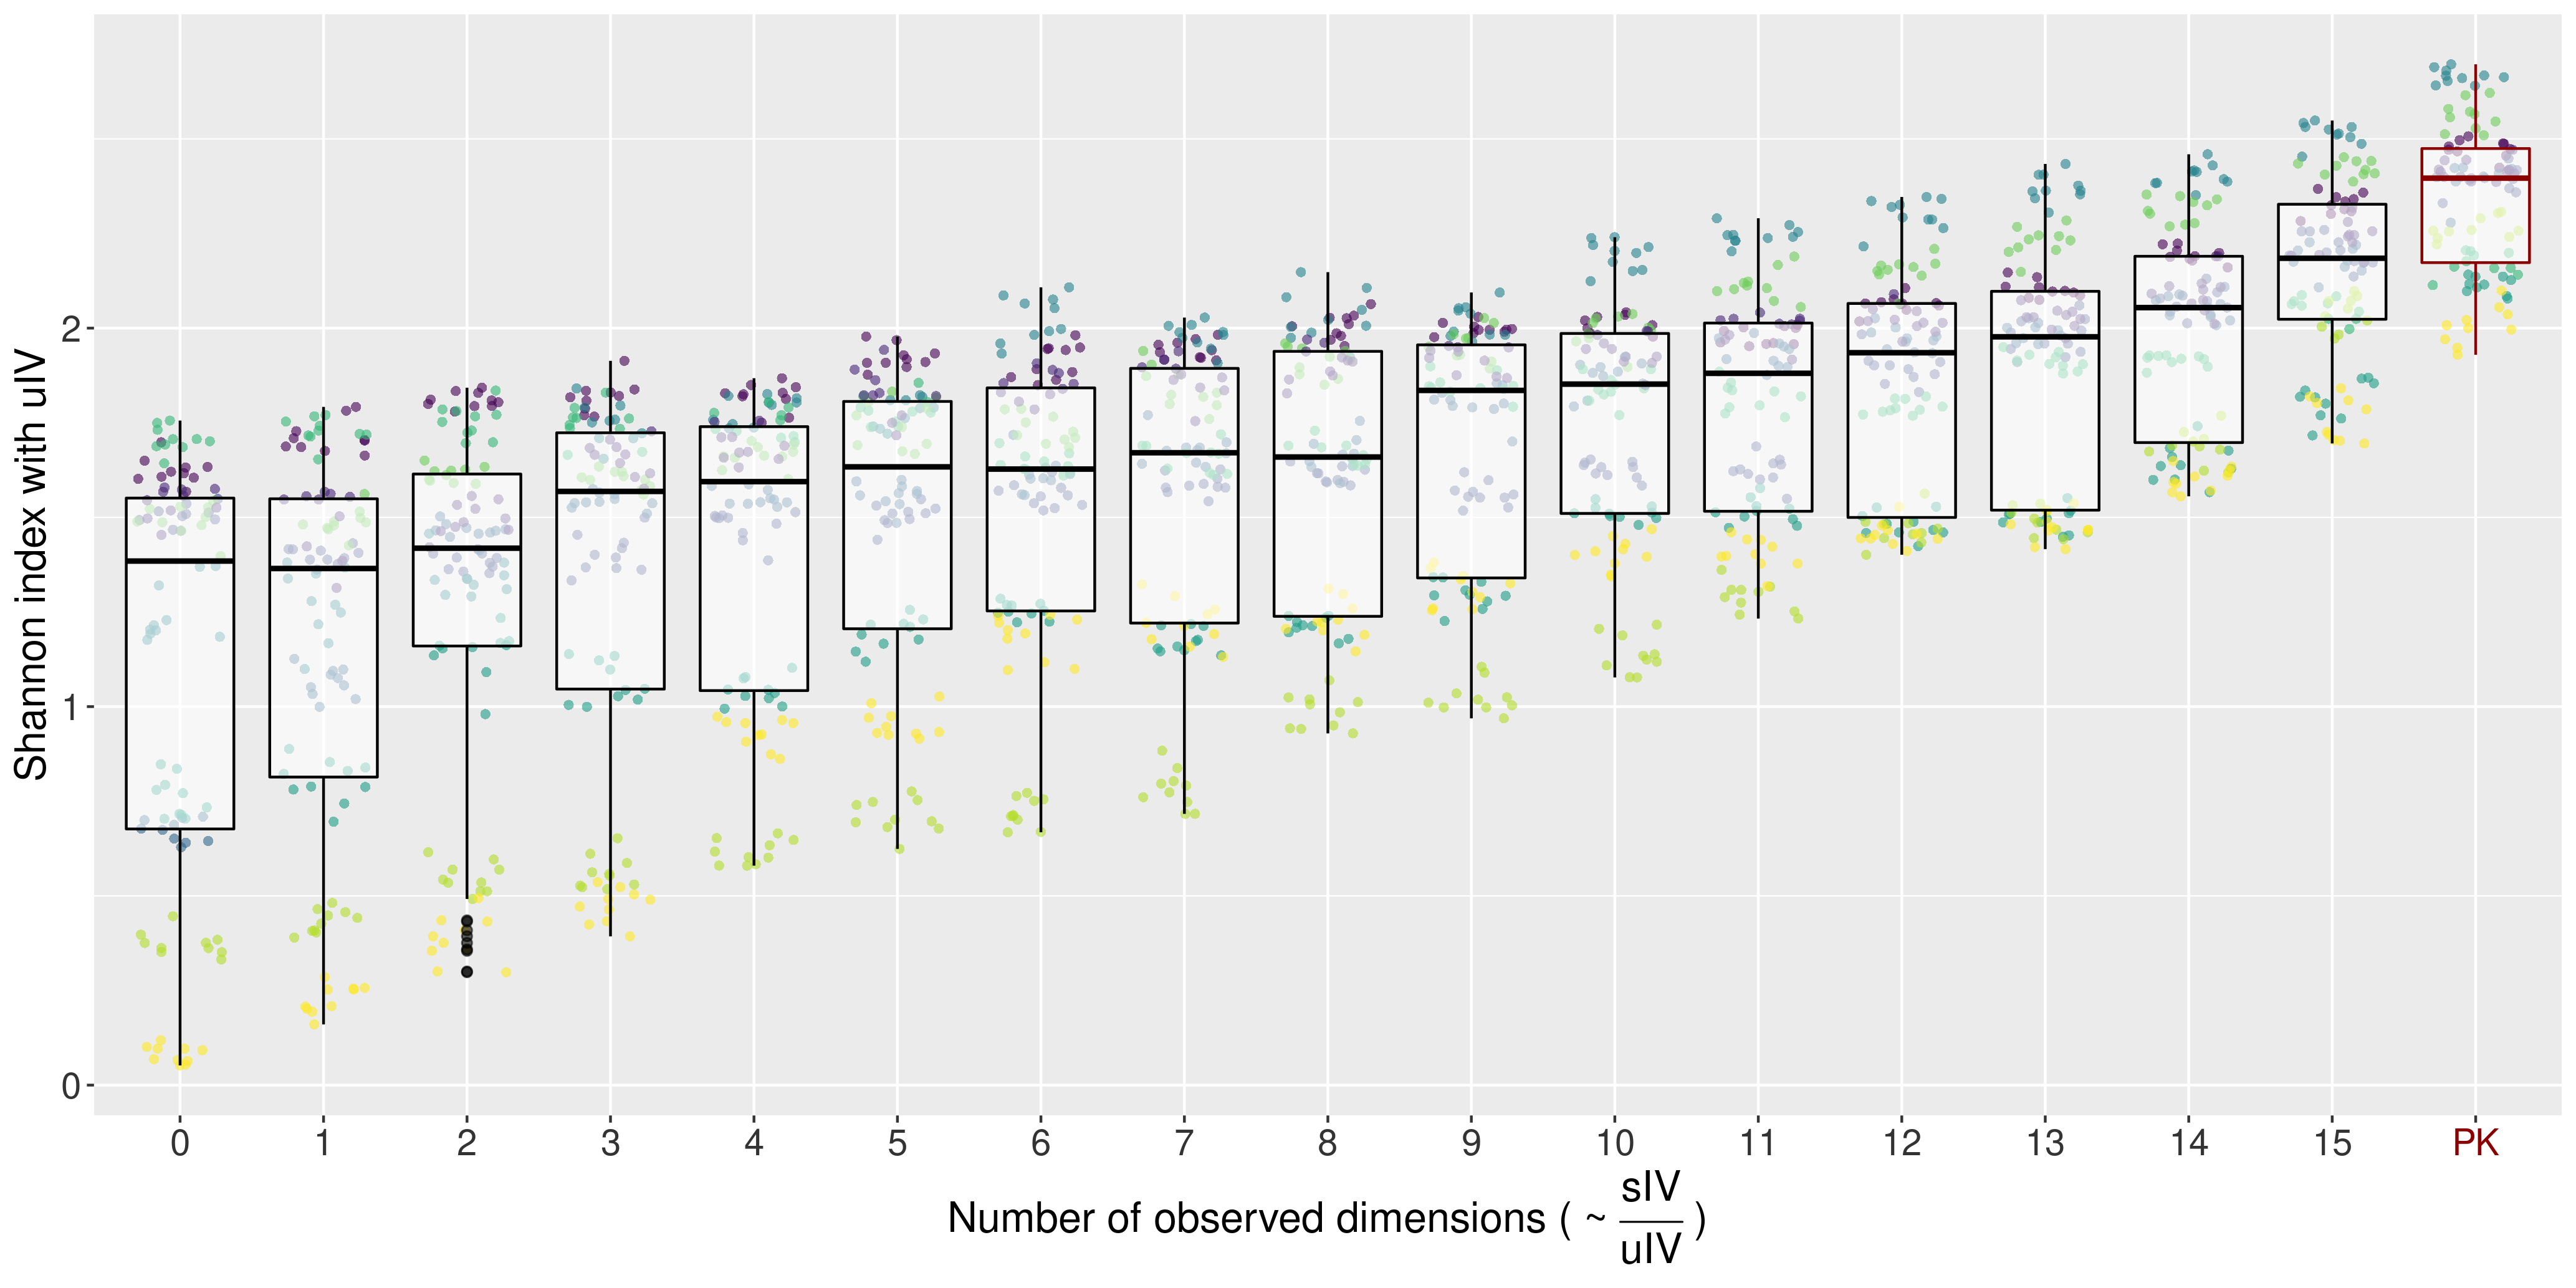 Shannon index with uIV
2
1
0
0 1 2 3 4 5 6 7 8 9 10 11 12 13 14 15 PK
Number of observed dimensions ( ~ sIV / uIV )